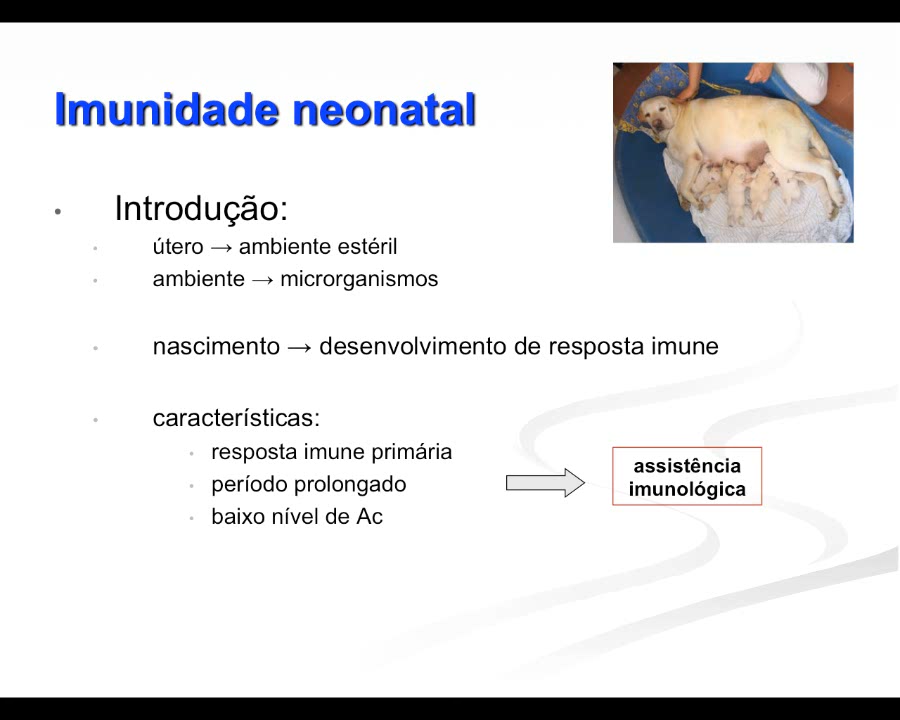 Imunidade neonatal
• Introdução:
• útero → ambiente estéril
• ambiente → microrganismos
• nascimento → desenvolvimento de resposta imune
• características:
• resposta imune primária
• período prolongado
• baixo nível de Ac
assistência
imunológica